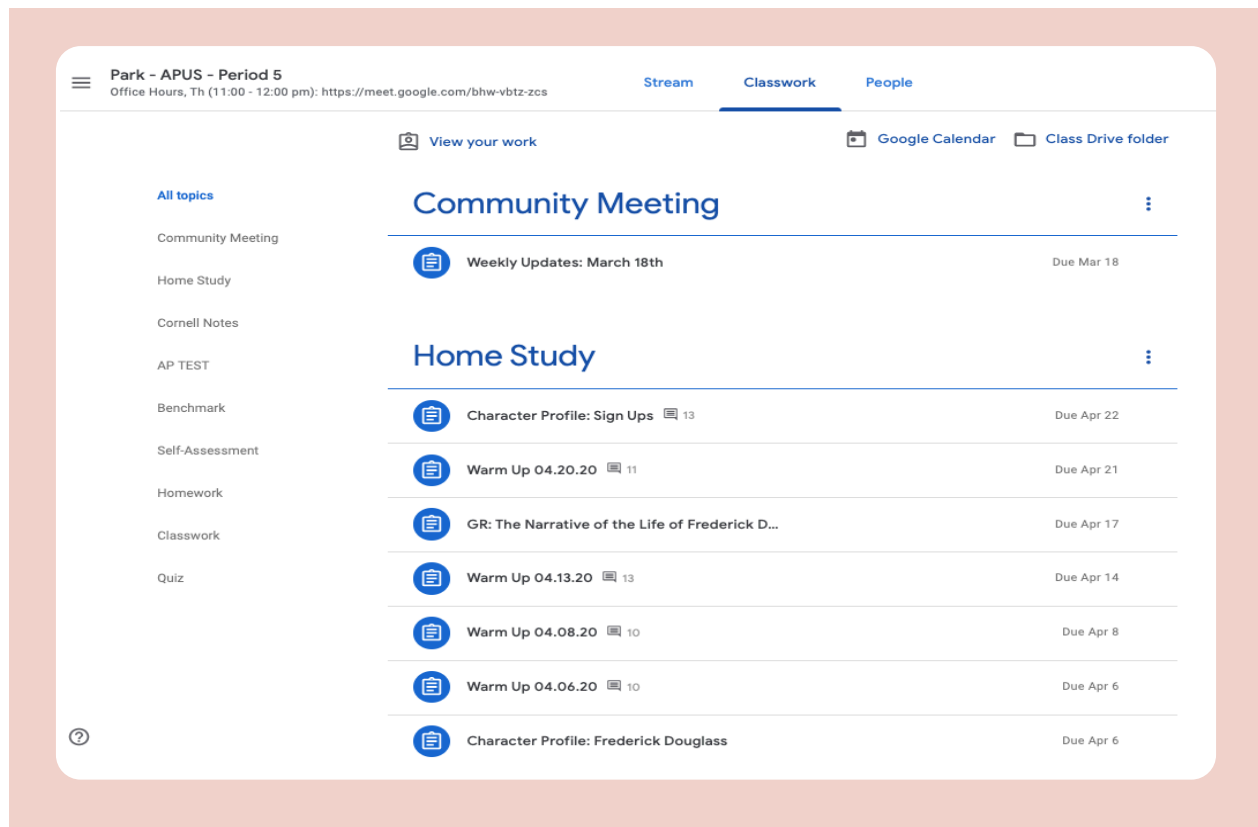 Park - APUS - Period 5
Office Hours, Th (11:00 - 12:00 pm): https://meet.google.com/bhw-vbtz-zcs
Stream
Classwork
People
View your work
Google Calendar
Class Drive folder
All topics
Community Meeting
Home Study
Cornell Notes
AP TEST
Benchmark
Self-Assessment
Homework
Classwork
Quiz
Community Meeting
Weekly Updates: March 18th
Due Mar 18
Home Study
Character Profile: Sign Ups 13
Due Apr 22
Warm Up 04.20.20 11
Due Apr 21
GR: The Narrative of the Life of Frederick D...
Due Apr 17
Warm Up 04.13.20 13
Due Apr 14
Warm Up 04.08.20 10
Due Apr 8
Warm Up 04.06.20 10
Due Apr 6
Character Profile: Frederick Douglass
Due Apr 6